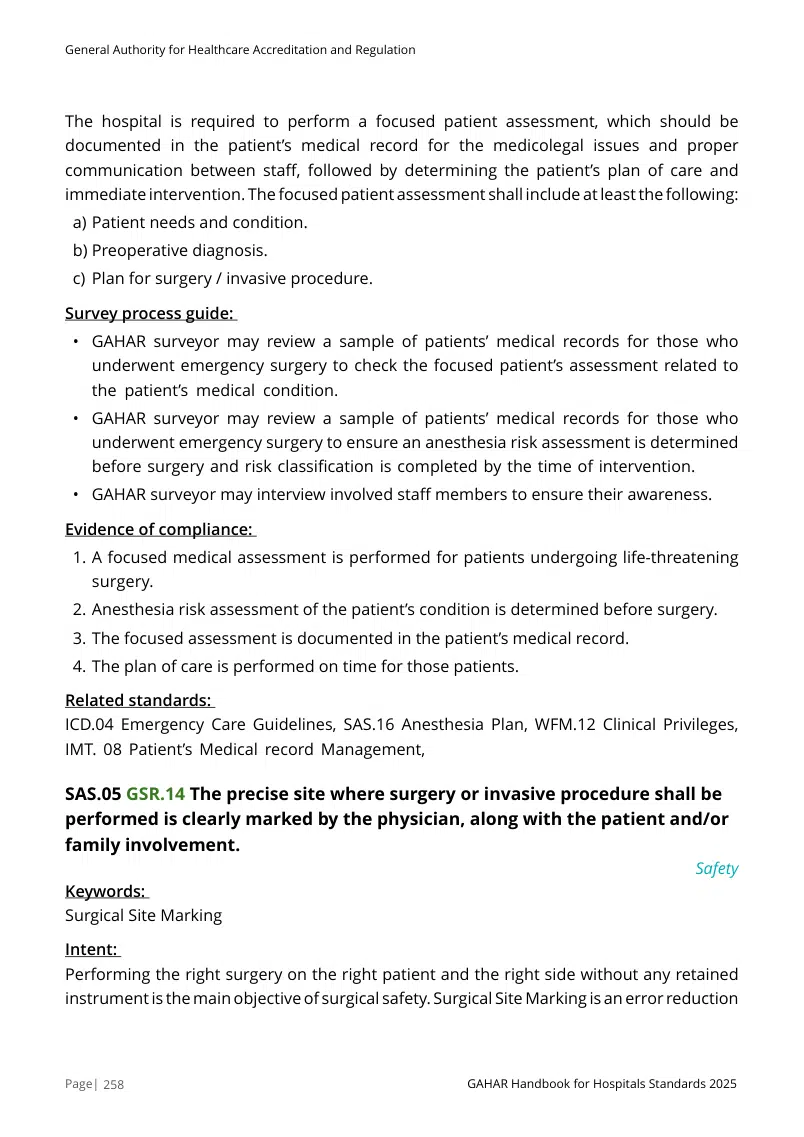 General Authority for Healthcare Accreditation and Regulation
The hospital is required to perform a focused patient assessment, which should be
documented in the patient’s medical record for the medicolegal issues and proper
communication between staff, followed by determining the patient’s plan of care and
immediate intervention. The focused patient assessment shall include at least the following:
a) Patient needs and condition.
b) Preoperative diagnosis.
c) Plan for surgery / invasive procedure.
Survey process guide:
• GAHAR surveyor may review a sample of patients’ medical records for those who
underwent emergency surgery to check the focused patient’s assessment related to
the patient’s medical condition.
• GAHAR surveyor may review a sample of patients’ medical records for those who
underwent emergency surgery to ensure an anesthesia risk assessment is determined
before surgery and risk classification is completed by the time of intervention.
• GAHAR surveyor may interview involved staff members to ensure their awareness.
Evidence of compliance:
1. A focused medical assessment is performed for patients undergoing life-threatening
surgery.
2. Anesthesia risk assessment of the patient’s condition is determined before surgery.
3. The focused assessment is documented in the patient’s medical record.
4. The plan of care is performed on time for those patients.
Related standards:
ICD.04 Emergency Care Guidelines, SAS.16 Anesthesia Plan, WFM.12 Clinical Privileges,
IMT. 08 Patient’s Medical record Management,
SAS.05 GSR.14 The precise site where surgery or invasive procedure shall be
performed is clearly marked by the physician, along with the patient and/or
family involvement.
Safety
Keywords:
Surgical Site Marking
Intent:
Performing the right surgery on the right patient and the right side without any retained
instrument is the main objective of surgical safety. Surgical Site Marking is an error reduction
Page| 258
GAHAR Handbook for Hospitals Standards 2025